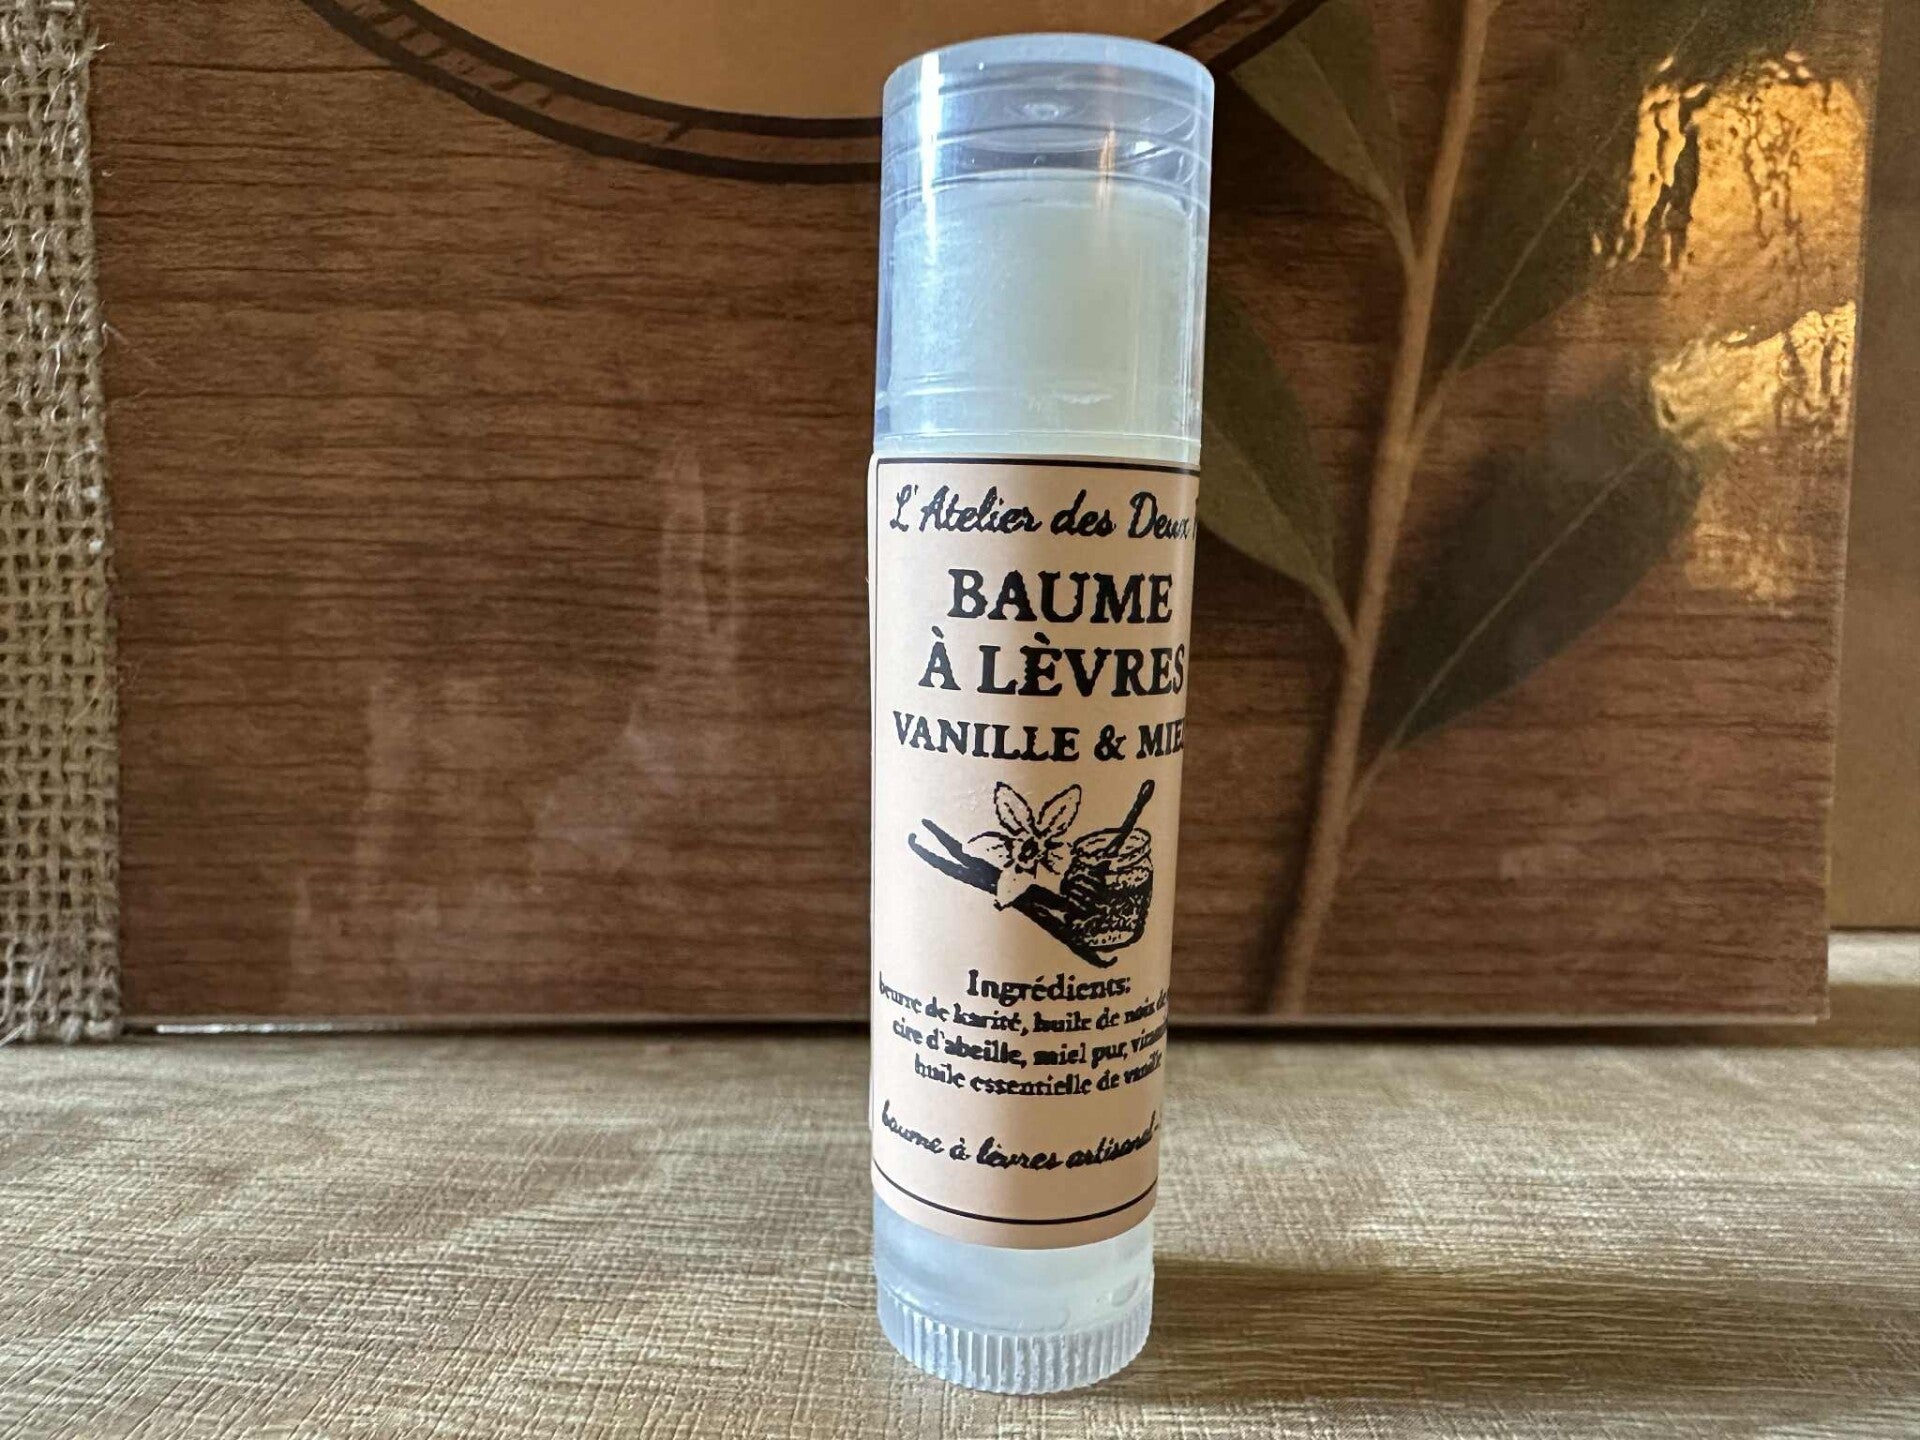 L'Atelier des Deux
BAUME
À LÈVRES
VANILLE & MIEL
Ingrédients:
beurre de karité, huile de noix de
cire d'abeille, miel pur,
huile essentielle de vanille
baume à lèvres artisanal